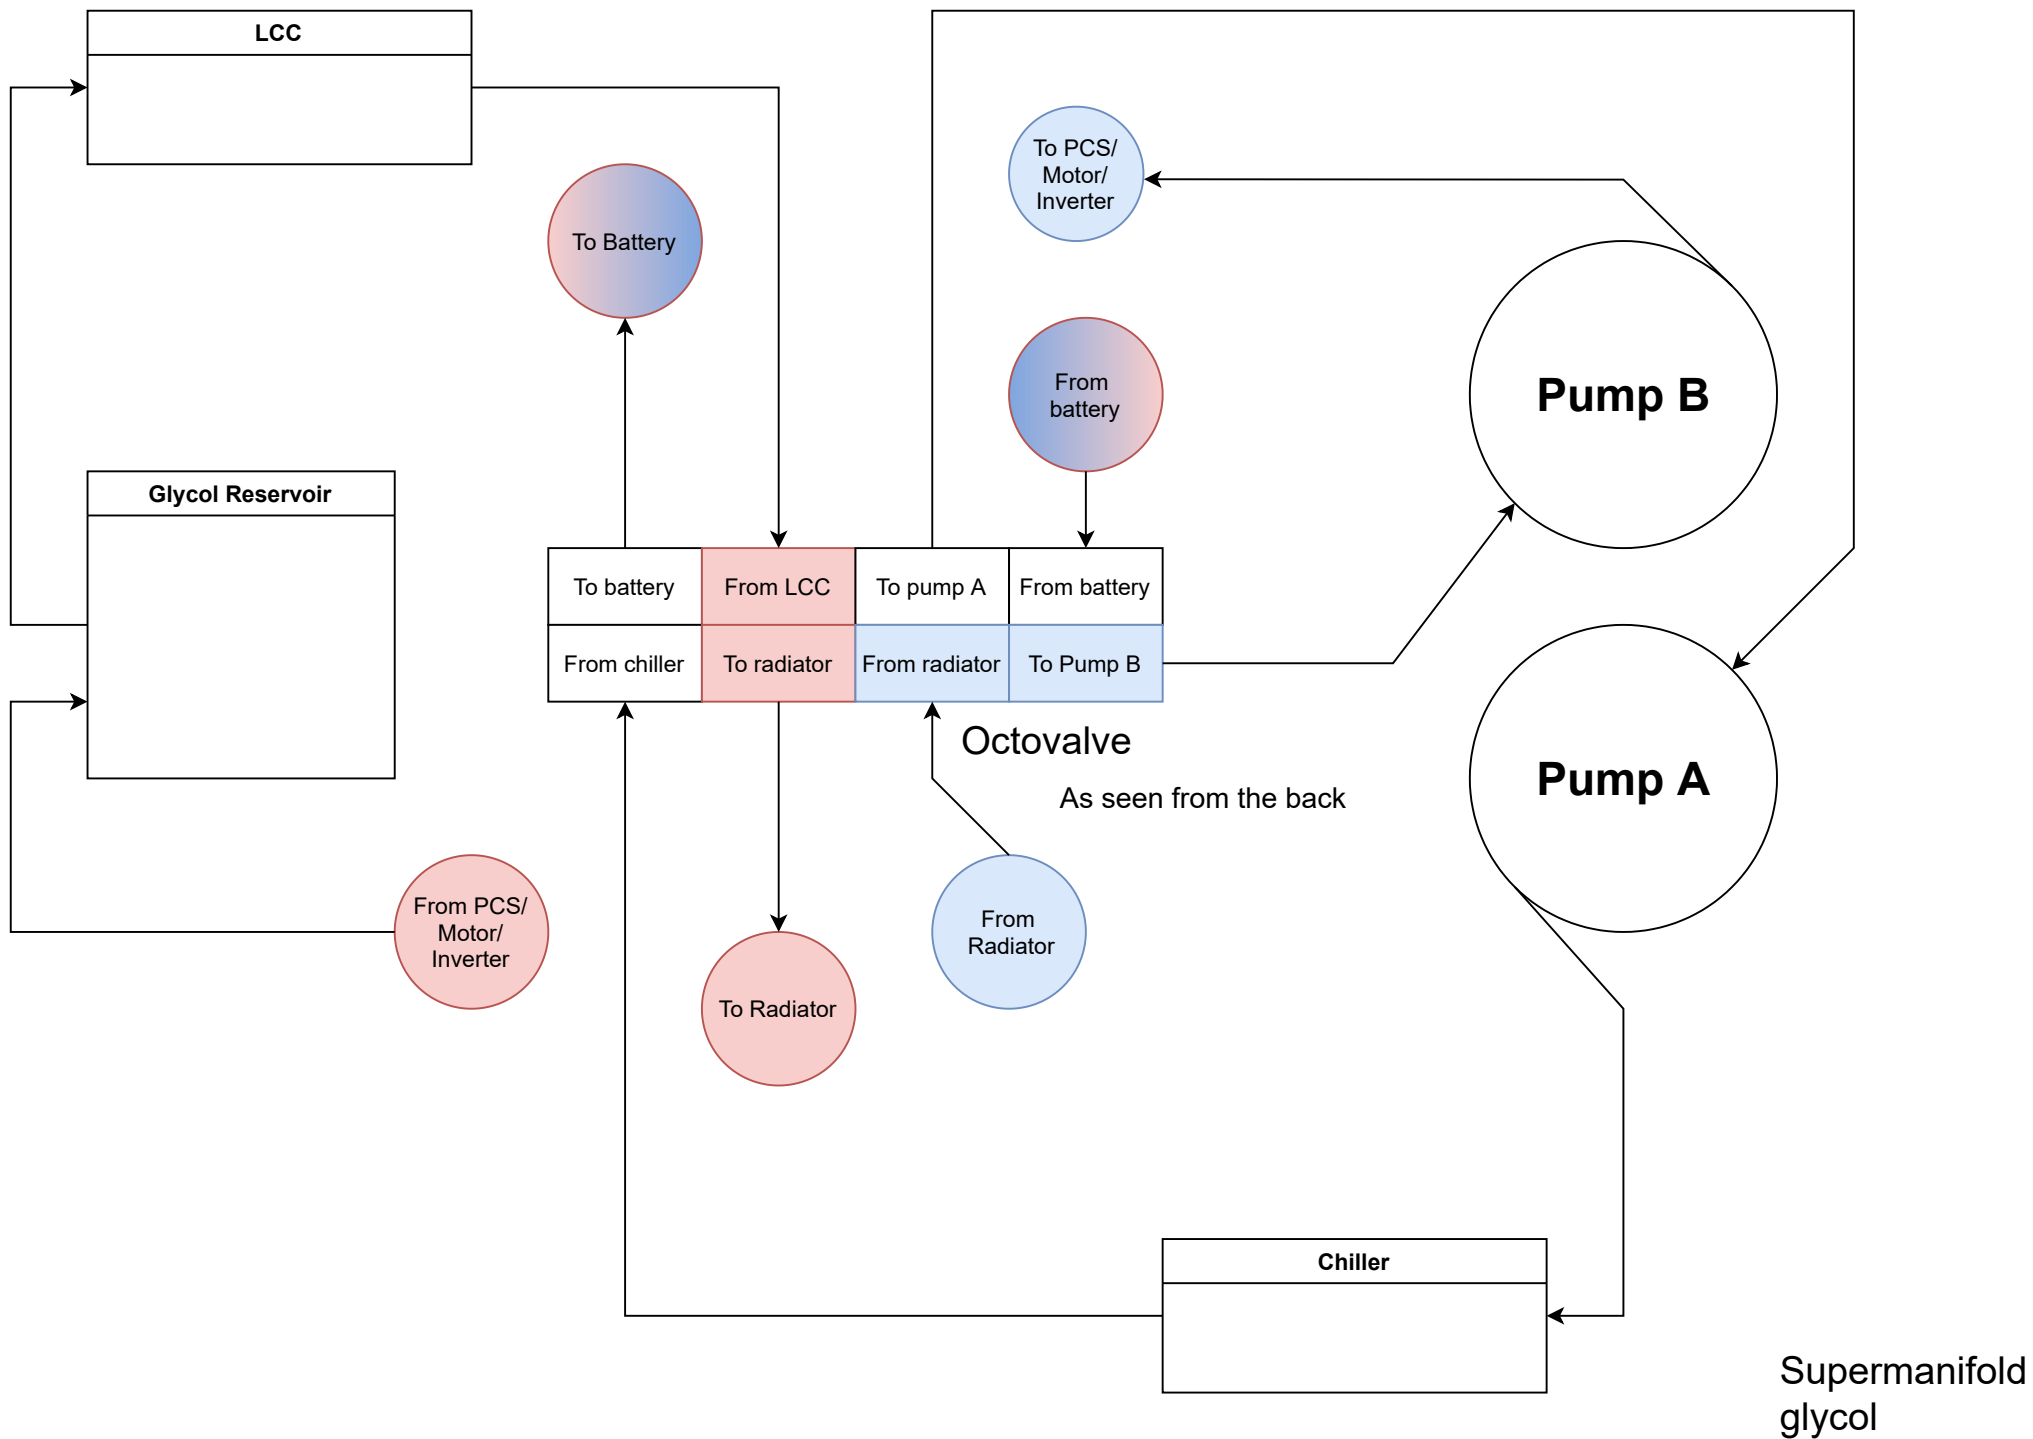 LCC
To PCS/
Motor/
Inverter
To Battery
From
battery
Pump B
Glycol Reservoir
To battery
From LCC
To pump A
From battery
From chiller
To radiator
From radiator
To Pump B
Octovalve
As seen from the back
Pump A
From PCS/
Motor/
Inverter
From
Radiator
To Radiator
Chiller
Supermanifold
glycol